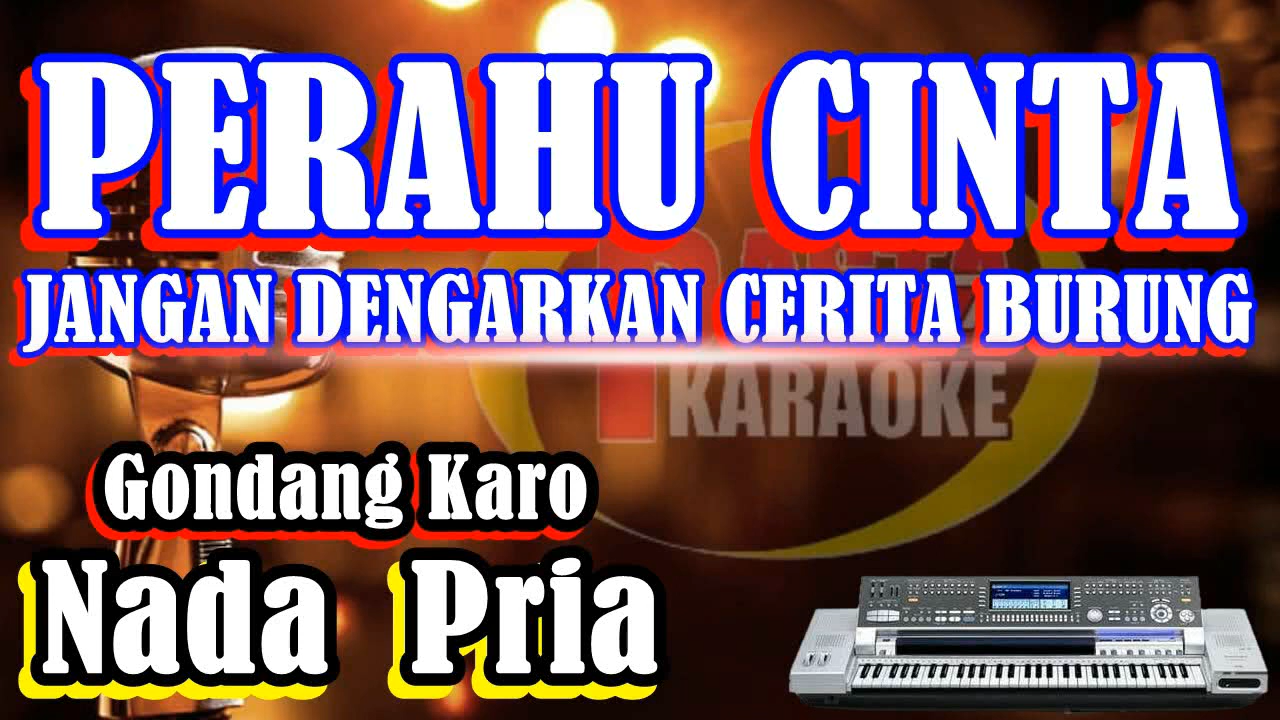 PERAHU CINTA
JANGAN DENGARKAN CERITA BURUNG
KARAOKE
Gondang Karo
Nada Pria